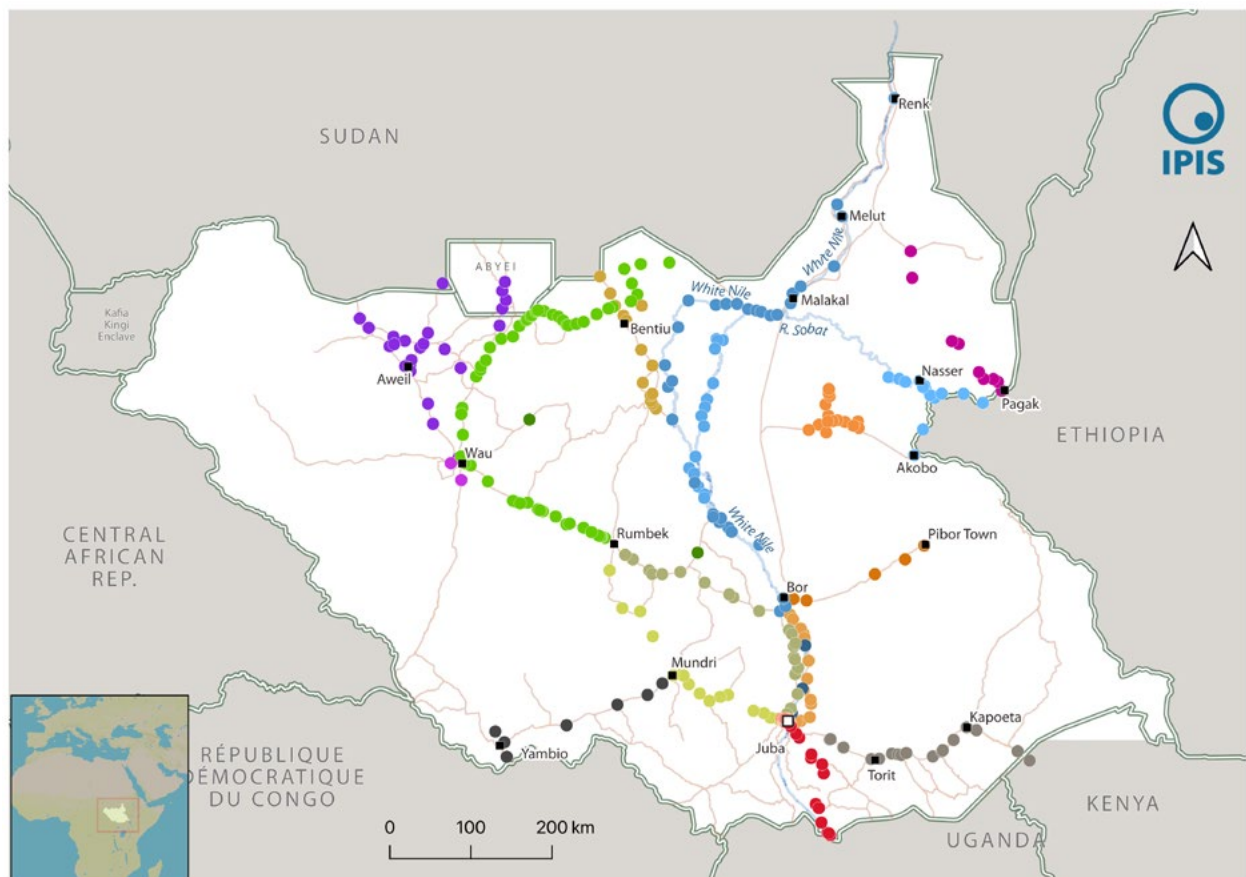 Renk
SUDAN
IPIS
Melut
White Nile
ABYEI
White Nile
Malakal
Kafia
Kingi
Enclave
Bentiu
R. Sobat
Aweil
Nasser
Pagak
ETHIOPIA
Wau
Akobo
White Nile
CENTRAL
AFRICAN
REP.
Rumbek
Pibor Town
Bor
Mundri
Kapoeta
Juba
Yambio
Torit
RÉPUBLIQUE
DÉMOCRATIQUE
DU CONGO
KENYA
0 100 200 km
UGANDA